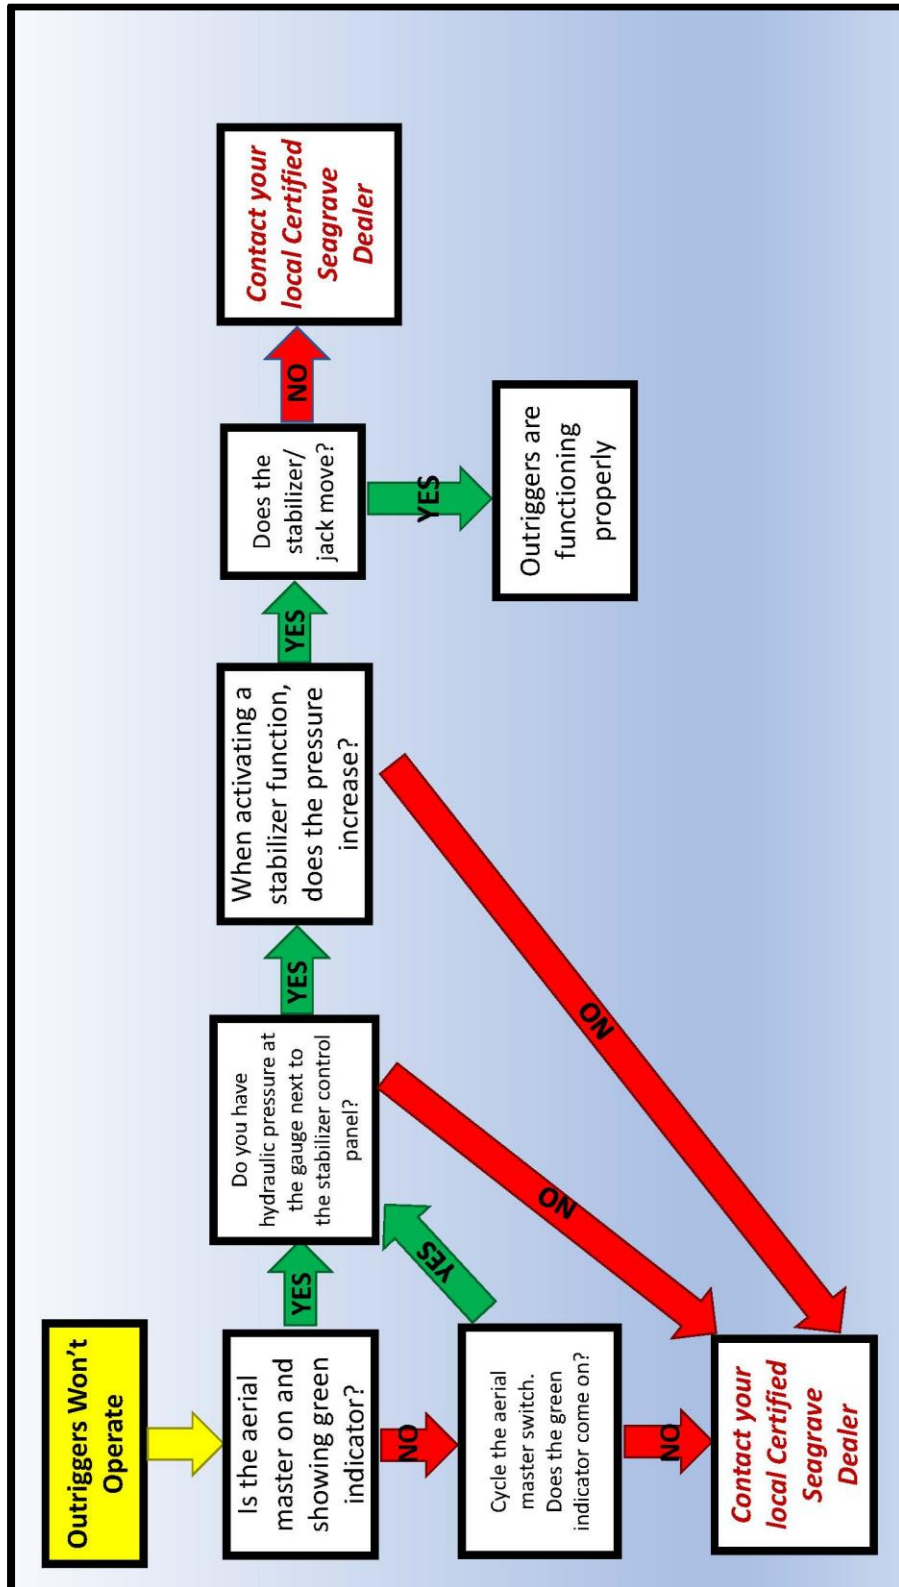 Outriggers Won't
Operate
Is the aerial
master on and
showing green
indicator?
YES
NO
Cycle the aerial
master switch.
Does the green
indicator come on?
YES
NO
Contact your
local Certified
Seagrave
Dealer
Do you have
hydraulic pressure at
the gauge next to
the stabilizer control
panel?
YES
NO
When activating a
stabilizer function,
does the pressure
increase?
YES
NO
Does the
stabilizer/
jack move?
NO
YES
Contact your
local Certified
Seagrave
Dealer
Outriggers are
functioning
properly